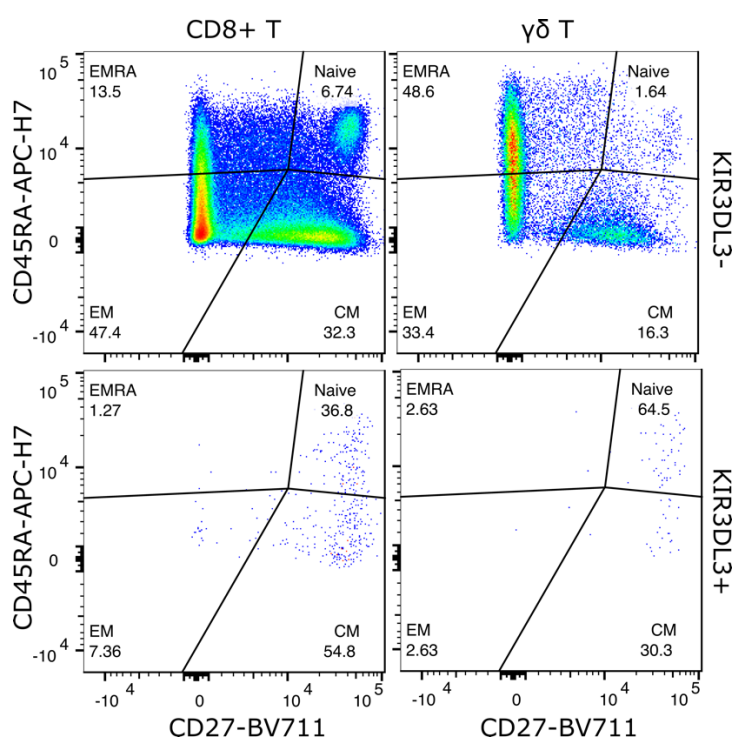 CD8+ T
γδ T
CD45RA-APC-H7
10 5
10 4
0
-10 4
EMRA
13.5
Naive
6.74
EM
47.4
CM
32.3
EMRA
48.6
Naive
1.64
EM
33.4
CM
16.3
KIR3DL3-
CD45RA-APC-H7
10 5
10 4
0
-10 4
EMRA
1.27
Naive
36.8
EM
7.36
CM
54.8
EMRA
2.63
Naive
64.5
EM
2.63
CM
30.3
KIR3DL3+
-10 4
0
10 4
10 5
-10 4
0
10 4
10 5
CD27-BV711
CD27-BV711